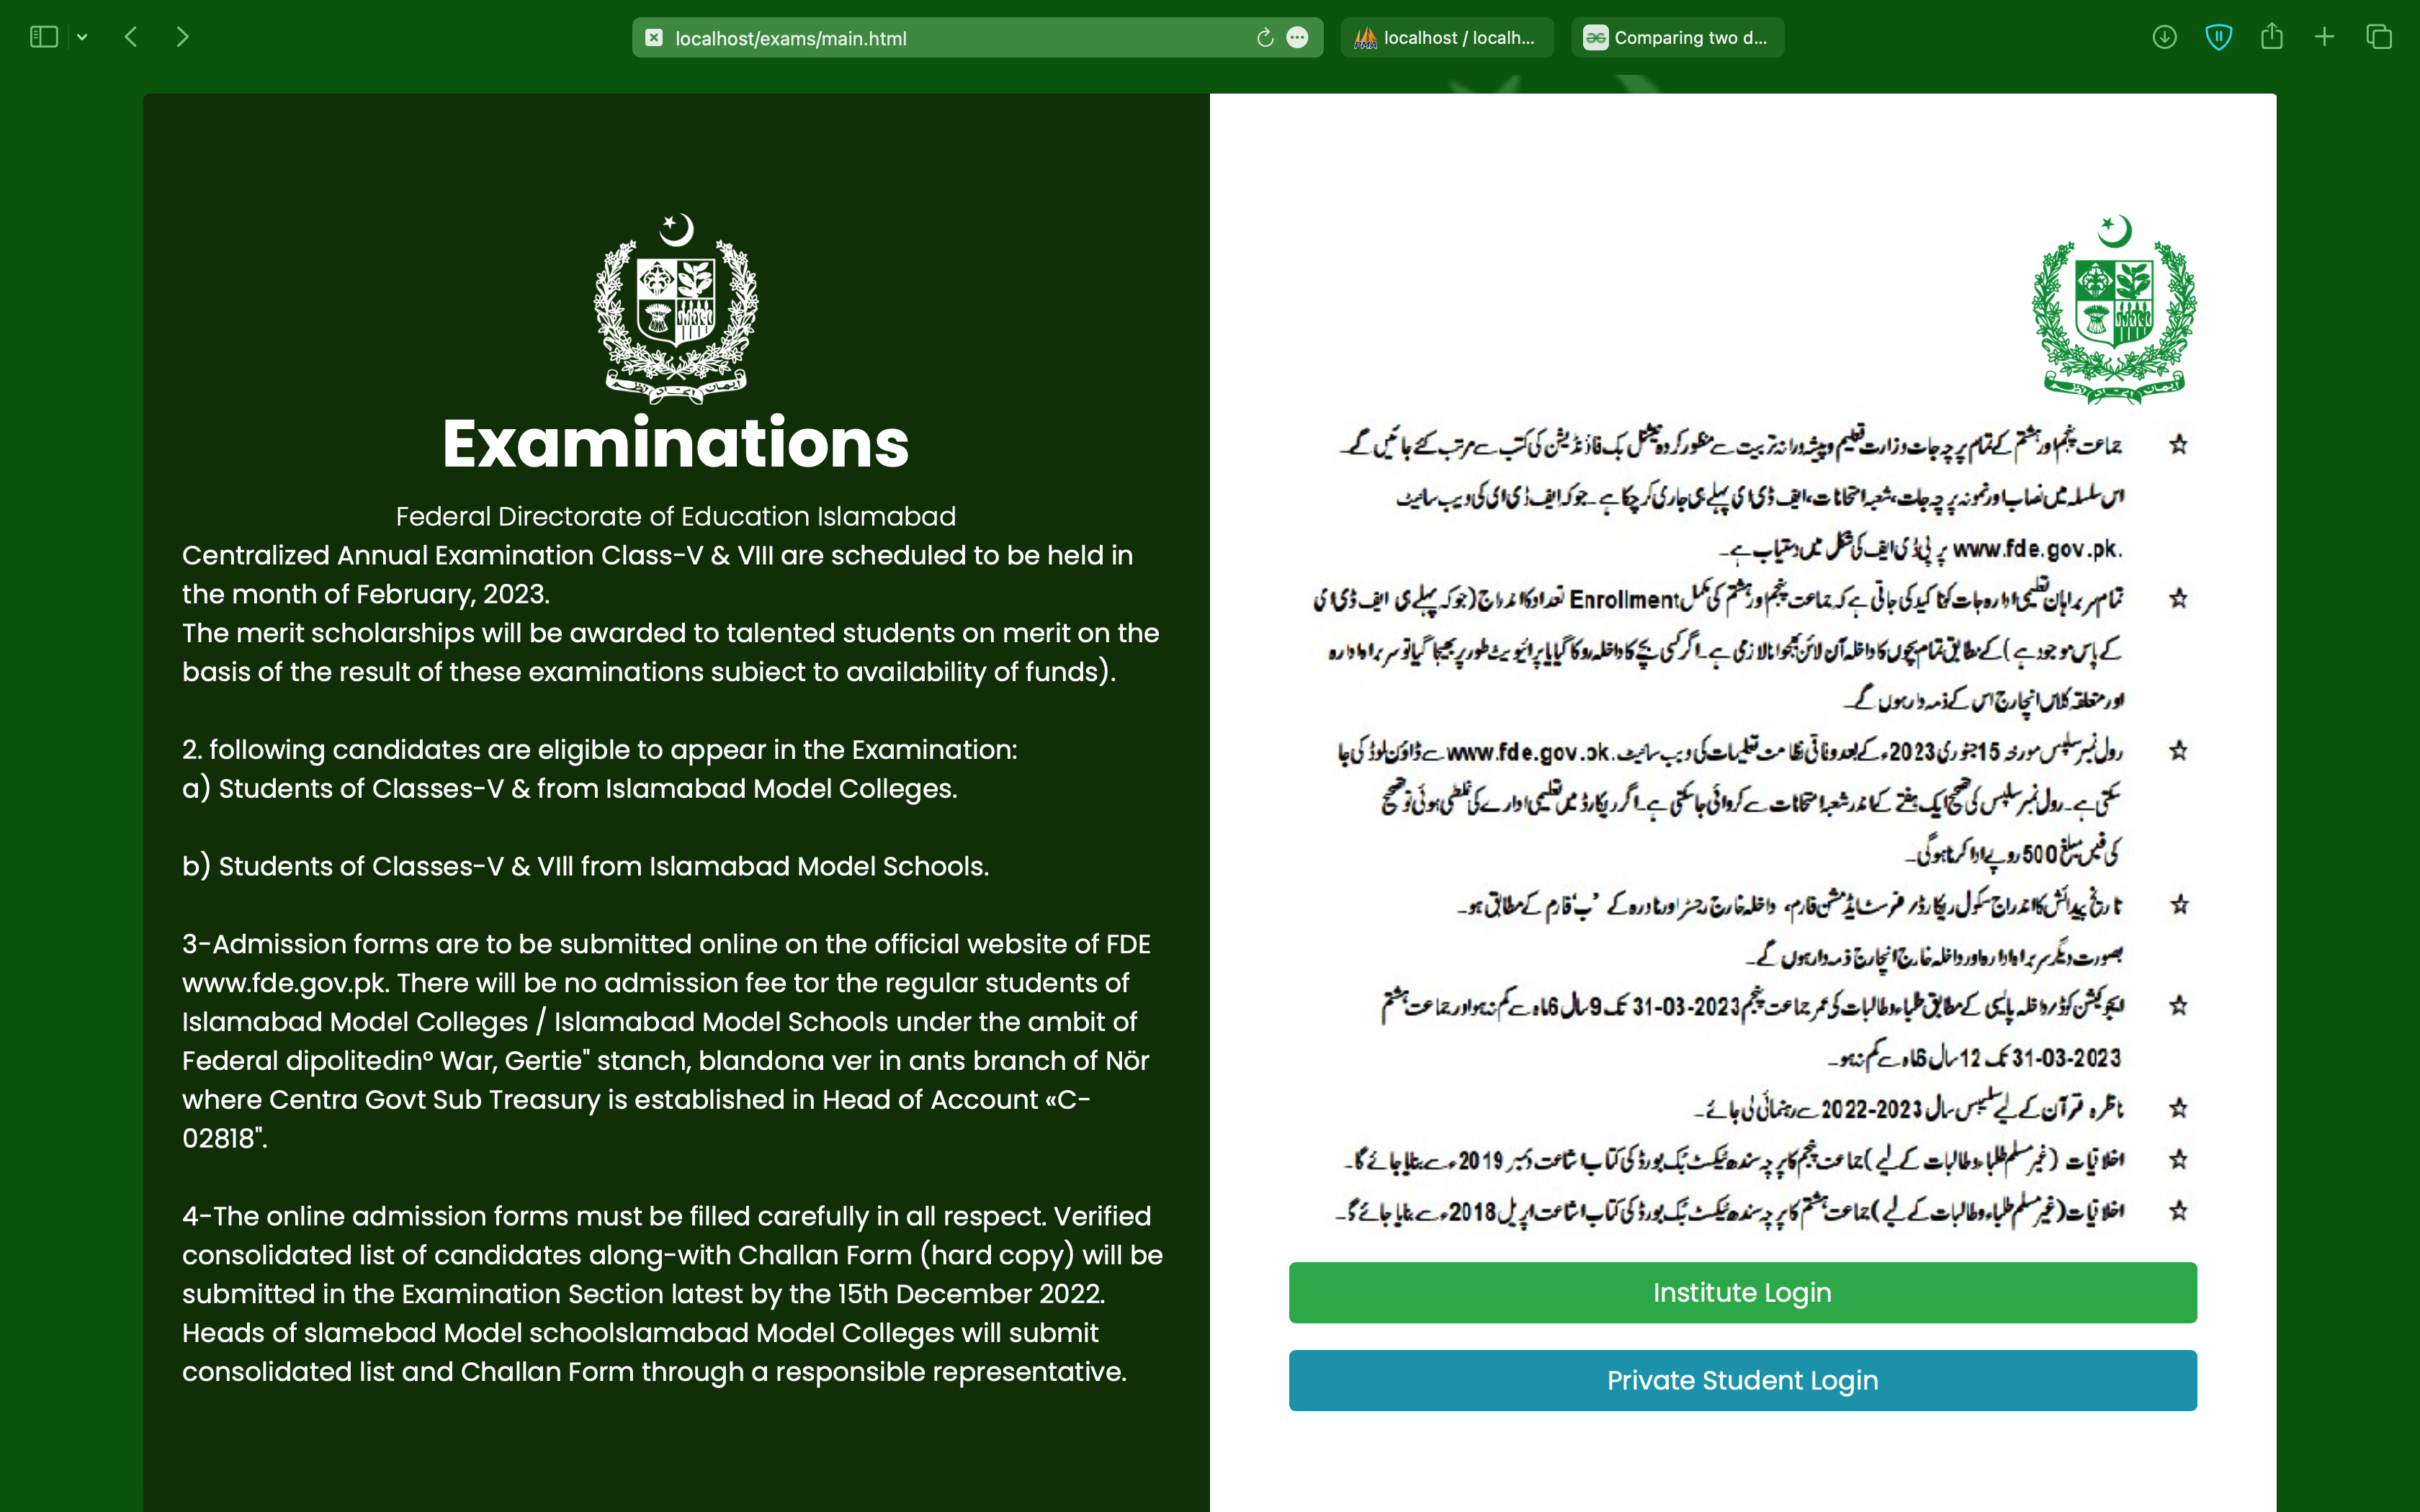 localhost/exams/main.html
localhost / localh...
Comparing two d...
Examinations
Federal Directorate of Education Islamabad
Centralized Annual Examination Class-V & VIII are scheduled to be held in
the month of February, 2023.
The merit scholarships will be awarded to talented students on merit on the
basis of the result of these examinations subiect to availability of funds).
2. following candidates are eligible to appear in the Examination:
a) Students of Classes-V & from Islamabad Model Colleges.
b) Students of Classes-V & VIll from Islamabad Model Schools.
3-Admission forms are to be submitted online on the official website of FDE
www.fde.gov.pk. There will be no admission fee tor the regular students of
Islamabad Model Colleges / Islamabad Model Schools under the ambit of
Federal dipolitedinº War, Gertie" stanch, blandona ver in ants branch of Nör
where Centra Govt Sub Treasury is established in Head of Account «C-
02818".
4-The online admission forms must be filled carefully in all respect. Verified
consolidated list of candidates along-with Challan Form (hard copy) will be
submitted in the Examination Section latest by the 15th December 2022.
Heads of slamebad Model schoolslamabad Model Colleges will submit
consolidated list and Challan Form through a responsible representative.
☆ جماعت پنجم اور ہشتم کے تمام پرچہ جات وزارت تعلیم و پیشہ ورانہ تربیت سے منظور کردہ نیشنل بک فاؤنڈیشن کی کتب سے مرتب کئے جائیں گے۔
اس سلسلہ میں نصاب اور نمونہ پرچہ جات، شعبہ امتحانات، ایف ڈی ای پہلے ہی جاری کر چکا ہے۔ جو کہ ایف ڈی ای کی ویب سائیٹ
www.fde.gov.pk. پر پی ڈی ایف کی شکل میں دستیاب ہے۔
☆ تمام سربراہان تعلیمی ادارہ جات کو تاکید کی جاتی ہے کہ جماعت پنجم اور ہشتم کی مکمل Enrollment تعداد کا اندراج (جو کہ پہلے ہی ایف ڈی ای
کے پاس موجود ہے) کے مطابق تمام بچوں کا داخلہ آن لائن بھجوانا لازمی ہے۔ اگر کسی بچے کا داخلہ روکا گیا یا پرائیویٹ طور پر بھیجا گیا تو سربراہ ادارہ
اور متعلقہ کلاس انچارج اس کے ذمہ دار ہوں گے۔
☆ رول نمبر سلپس مورخہ 15 جنوری 2023ء کے بعد وفاقی نظامت تعلیمات کی ویب سائیٹ www.fde.gov.pk. سے ڈاؤن لوڈ کی جا
سکتی ہے۔ رول نمبر سلپس کی تصحیح ایک ہفتے کے اندر شعبہ امتحانات سے کروائی جا سکتی ہے۔ اگر ریکارڈ میں تعلیمی ادارے کی غلطی ہوئی تو تصحیح
کی فیس مبلغ 500 روپے ادا کرنا ہوگی۔
☆ تاریخ پیدائش کا اندراج سکول ریکارڈ/ فرسٹ ایڈمشن فارم، داخلہ خارج رجسٹر اور نادرہ کے ’ب‘ فارم کے مطابق ہو۔
بصورت دیگر سربراہ ادارہ اور داخلہ خارج انچارج ذمہ دار ہوں گے۔
☆ ایجوکیشن کوڈ/ داخلہ پالیسی کے مطابق طلباء و طالبات کی عمر جماعت پنجم 31-03-2023 تک 9 سال 6 ماہ سے کم نہ ہو اور جماعت ہشتم
31-03-2023 تک 12 سال 6 ماہ سے کم نہ ہو۔
☆ ناظرہ قرآن کے لیے سلیبس سال 2022-2023 سے رہنمائی لی جائے۔
☆ اخلاقیات (غیر مسلم طلباء و طالبات کے لیے) جماعت پنجم کا پرچہ سندھ ٹیکسٹ بک بورڈ کی کتاب اشاعت دسمبر 2019ء سے بنایا جائے گا۔
☆ اخلاقیات (غیر مسلم طلباء و طالبات کے لیے) جماعت ہشتم کا پرچہ سندھ ٹیکسٹ بک بورڈ کی کتاب اشاعت اپریل 2018ء سے بنایا جائے گا۔
Institute Login
Private Student Login